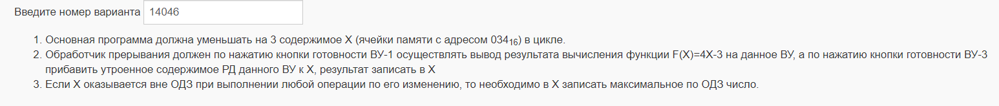 Введите номер варианта 14046
1. Основная программа должна уменьшать на 3 содержимое X (ячейки памяти с адресом 034₁₆) в цикле.
2. Обработчик прерывания должен по нажатию кнопки готовности ВУ-1 осуществлять вывод результата вычисления функции F(X)=4X-3 на данное ВУ, а по нажатию кнопки готовности ВУ-3
прибавить утроенное содержимое РД данного ВУ к X, результат записать в X
3. Если X оказывается вне ОДЗ при выполнении любой операции по его изменению, то необходимо в X записать максимальное по ОДЗ число.